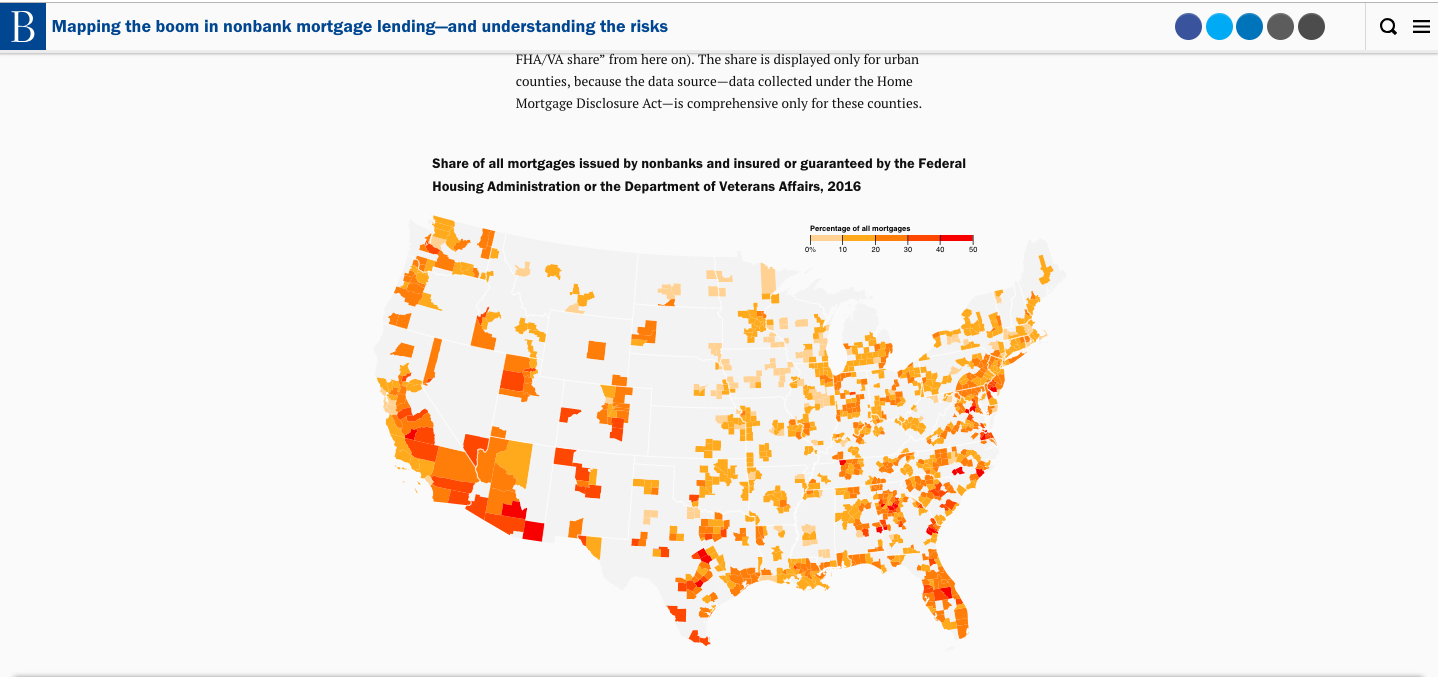 B
Mapping the boom in nonbank mortgage lending—and understanding the risks
FHA/VA share” from here on). The share is displayed only for urban
counties, because the data source—data collected under the Home
Mortgage Disclosure Act—is comprehensive only for these counties.
Share of all mortgages issued by nonbanks and insured or guaranteed by the Federal
Housing Administration or the Department of Veterans Affairs, 2016
Percentage of all mortgages
0% 10 20 30 40 50